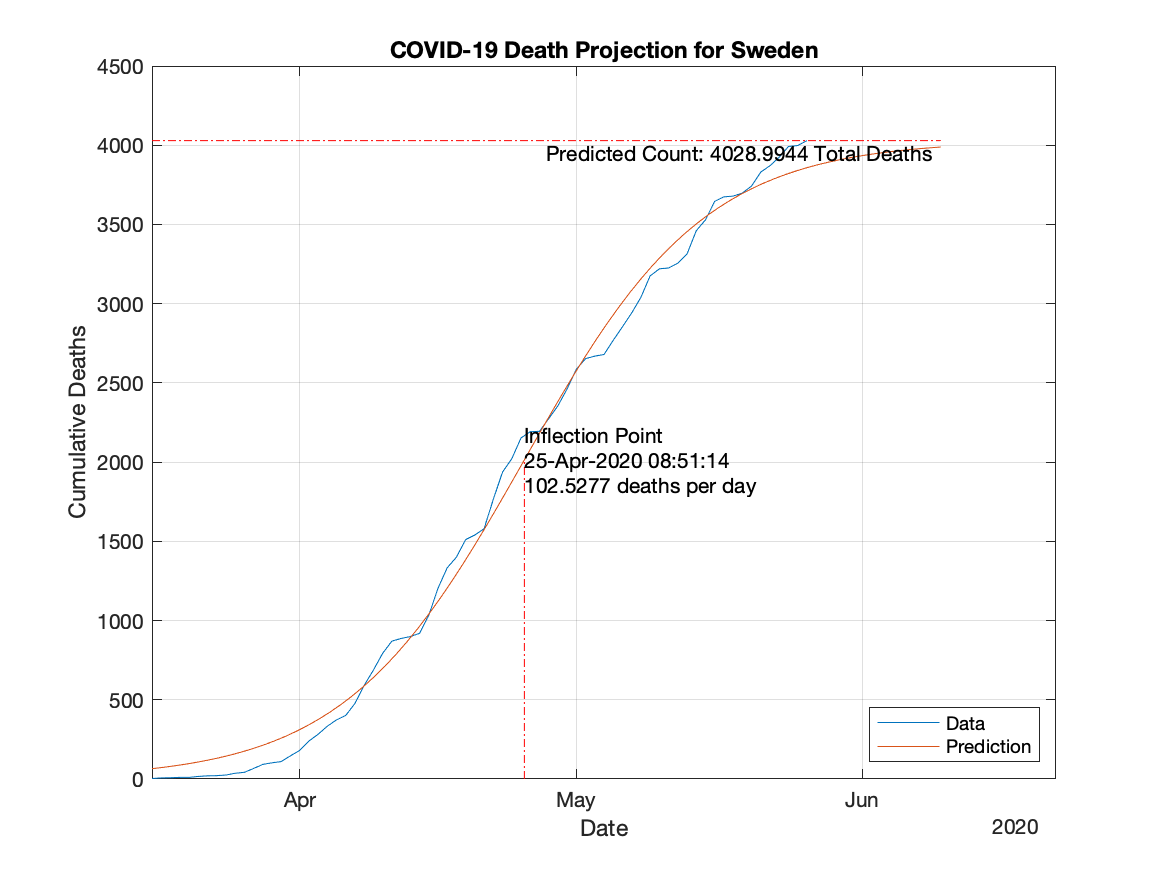 COVID-19 Death Projection for Sweden
4500
4000
3500
3000
2500
2000
1500
1000
500
0
Cumulative Deaths
Predicted Count: 4028.9944 Total Deaths
Inflection Point
25-Apr-2020 08:51:14
102.5277 deaths per day
Data
Prediction
Apr
May
Jun
Date
2020